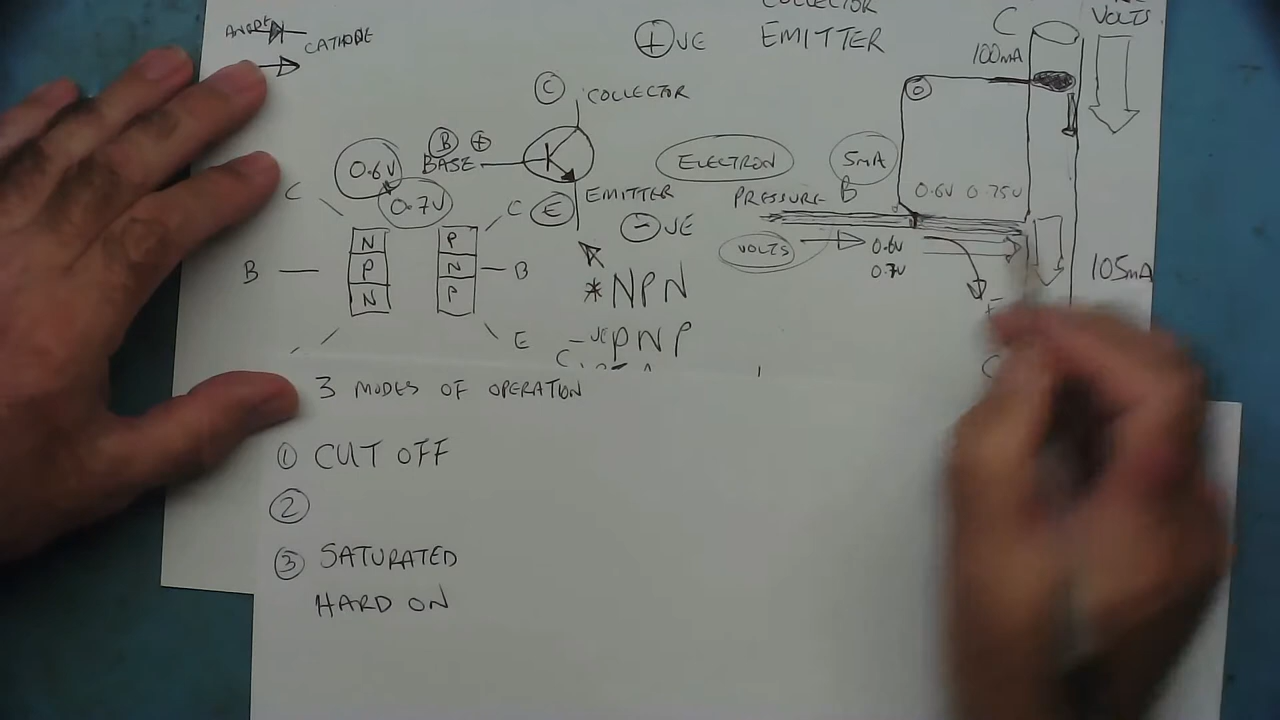 ANODE
CATHODE
COLLECTOR
EMITTER
+ VE
C
VOLTS
100mA
C COLLECTOR
B +
BASE
ELECTRON
5mA
0.6V
0.7V
EMITTER
E
- VE
PRESSURE B
0.6V 0.75V
VOLTS
0.6V
0.7V
105mA
C
C
N
P
N
P
N
P
B
B
E
*NPN
-VE PNP
3 MODES OF OPERATION
① CUT OFF
②
③ SATURATED
HARD ON